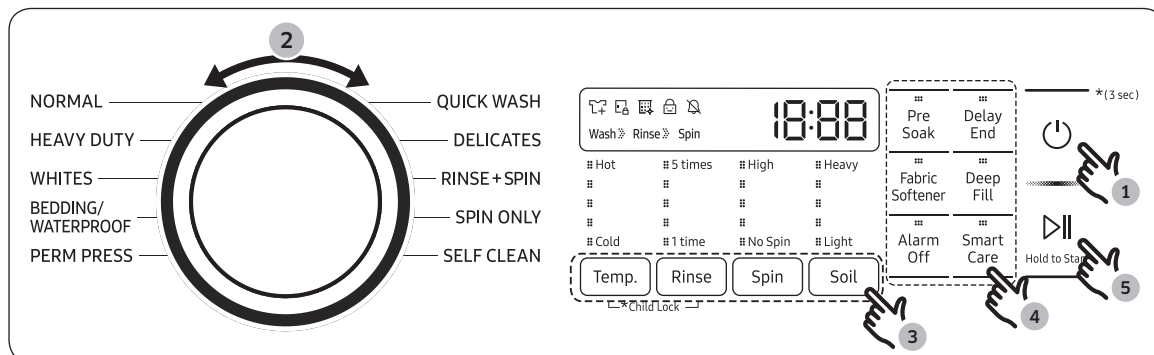 2
NORMAL
HEAVY DUTY
WHITES
BEDDING/
WATERPROOF
PERM PRESS
QUICK WASH
DELICATES
RINSE+SPIN
SPIN ONLY
SELF CLEAN
18:88
Wash Rinse Spin
Hot 5 times High Heavy
Cold 1 time No Spin Light
Temp. Rinse Spin Soil
*Child Lock
3
Pre
Soak
Delay
End
Fabric
Softener
Deep
Fill
Alarm
Off
Smart
Care
4
*(3 sec)
1
Hold to Start
5